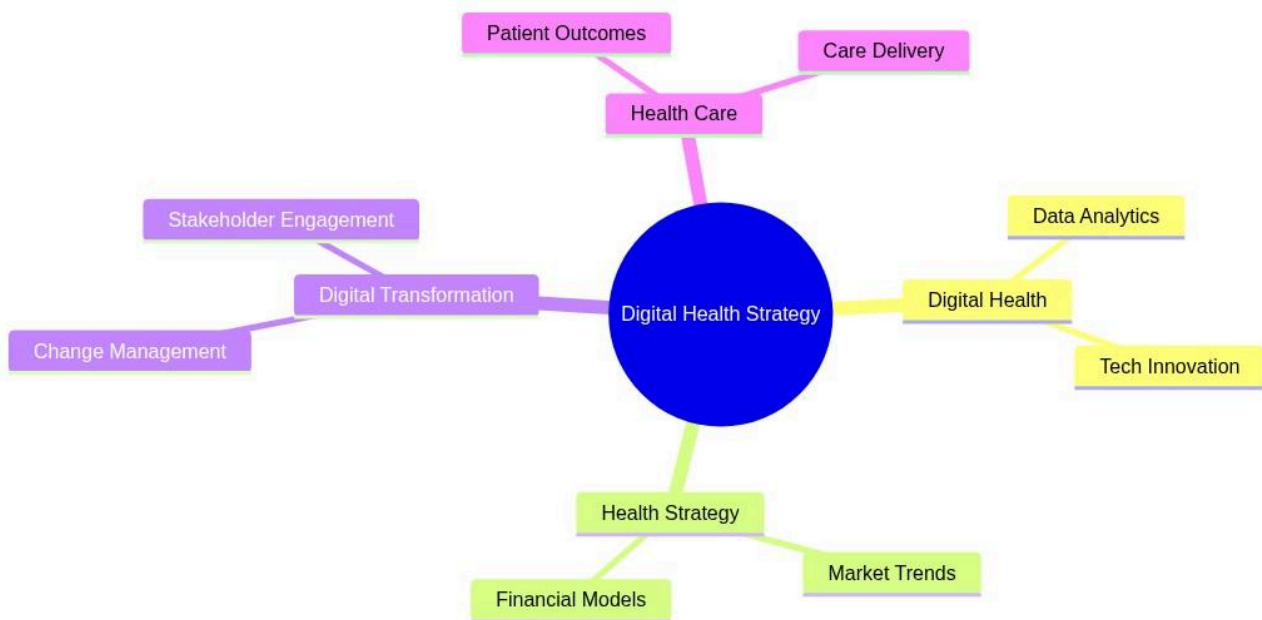 Patient Outcomes
Care Delivery
Health Care
Stakeholder Engagement
Data Analytics
Digital Transformation
Digital Health Strategy
Digital Health
Change Management
Tech Innovation
Health Strategy
Financial Models
Market Trends